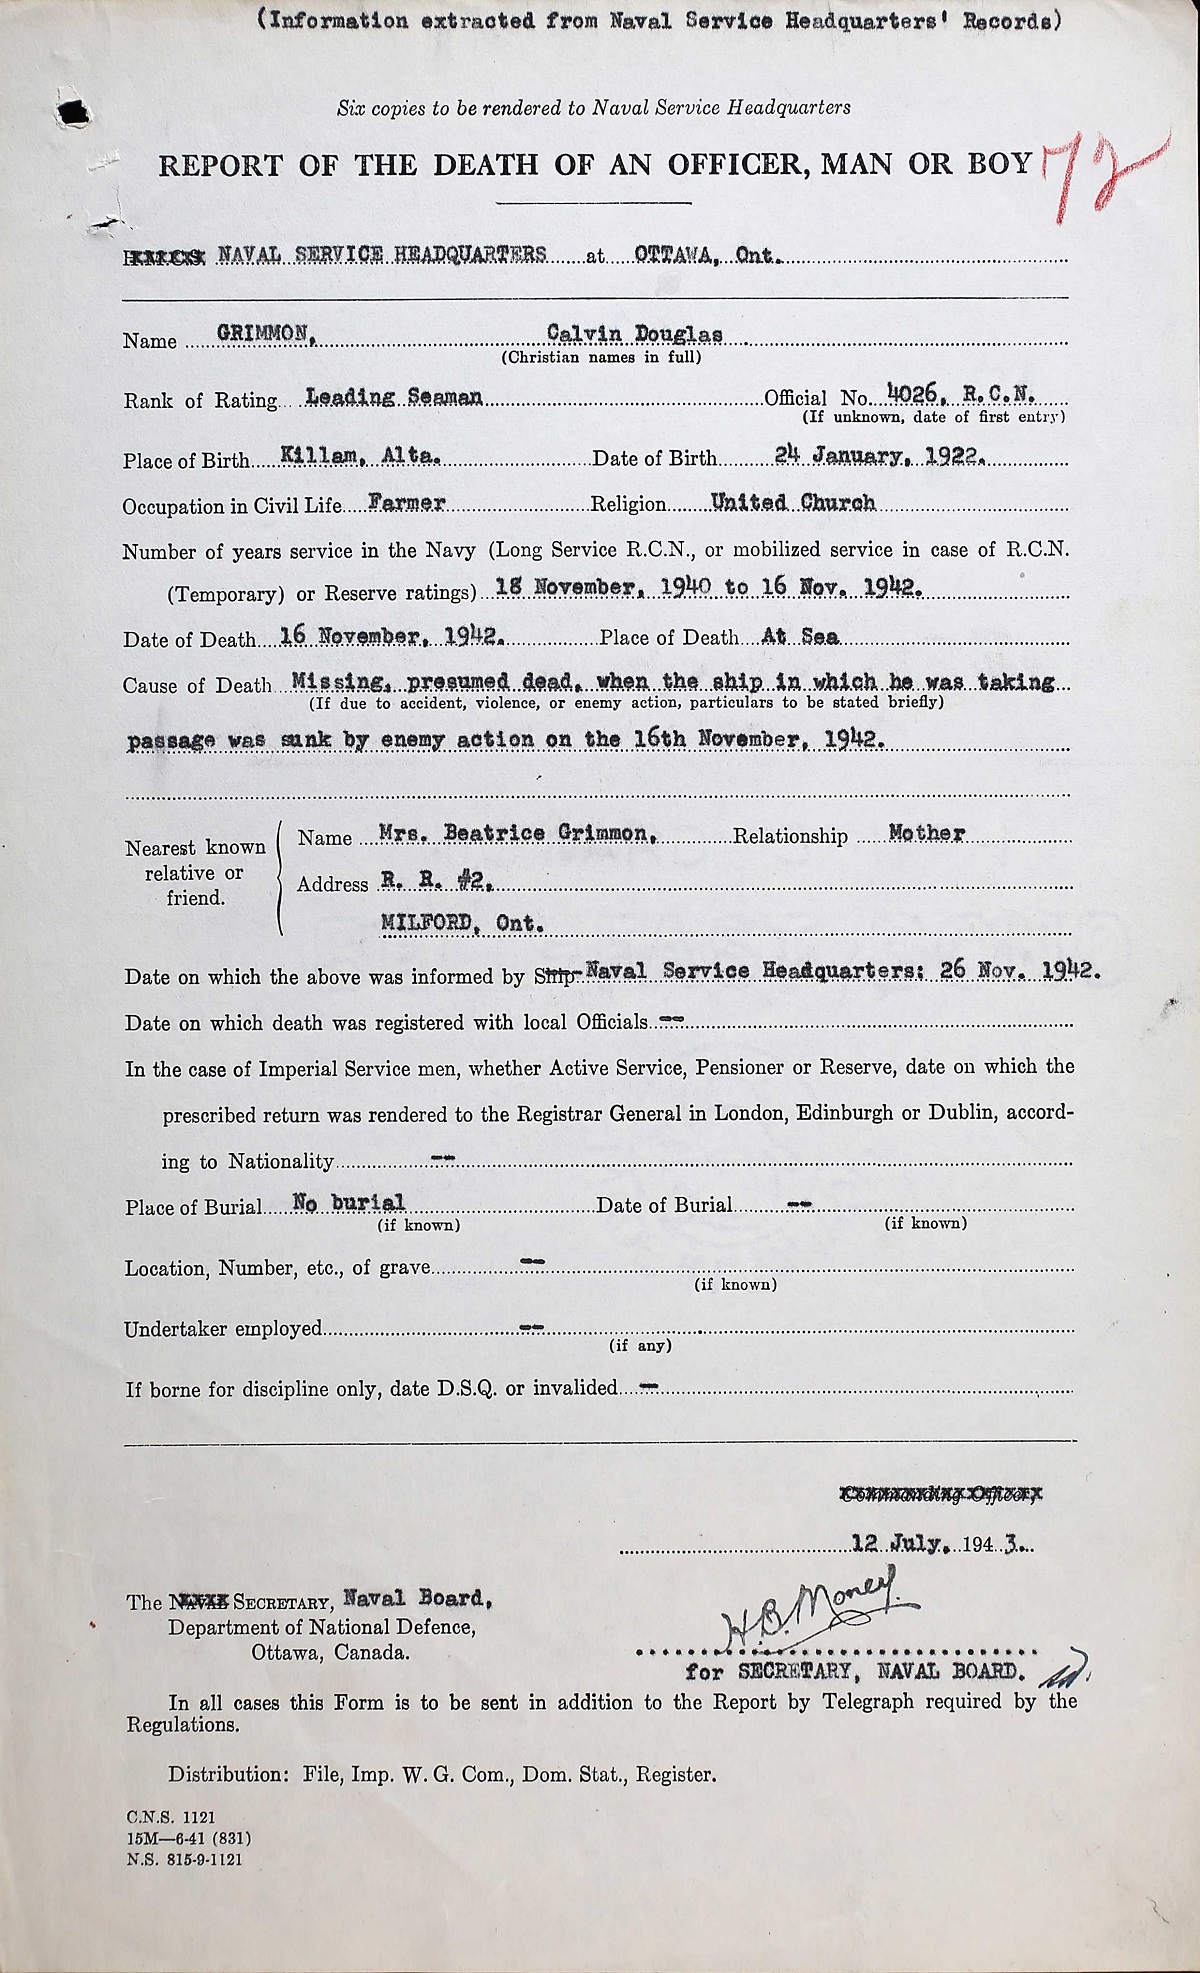 (Information extracted from Naval Service Headquarters' Records)
Six copies to be rendered to Naval Service Headquarters
REPORT OF THE DEATH OF AN OFFICER, MAN OR BOY
72
H.M.C.S. NAVAL SERVICE HEADQUARTERS at OTTAWA, Ont.
Name GRIMMON, Calvin Douglas
(Christian names in full)
Rank of Rating Leading Seaman Official No. 4026, R.C.N.
(If unknown, date of first entry)
Place of Birth Killam, Alta. Date of Birth 24 January, 1922.
Occupation in Civil Life Farmer Religion United Church
Number of years service in the Navy (Long Service R.C.N., or mobilized service in case of R.C.N.
(Temporary) or Reserve ratings) 18 November, 1940 to 16 Nov. 1942.
Date of Death 16 November, 1942. Place of Death At Sea
Cause of Death Missing, presumed dead, when the ship in which he was taking
(If due to accident, violence, or enemy action, particulars to be stated briefly)
passage was sunk by enemy action on the 16th November, 1942.
Nearest known relative or friend.
Name Mrs. Beatrice Grimmon, Relationship Mother
Address R. R. #2,
MILFORD, Ont.
Date on which the above was informed by Ship Naval Service Headquarters: 26 Nov. 1942.
Date on which death was registered with local Officials --
In the case of Imperial Service men, whether Active Service, Pensioner or Reserve, date on which the
prescribed return was rendered to the Registrar General in London, Edinburgh or Dublin, accord-
ing to Nationality --
Place of Burial No burial Date of Burial --
(if known) (if known)
Location, Number, etc., of grave --
(if known)
Undertaker employed --
(if any)
If borne for discipline only, date D.S.Q. or invalided --
Commanding Officer,
12 July, 1943.
The NAVAL SECRETARY, Naval Board,
Department of National Defence,
Ottawa, Canada.
H.B. Money.
for SECRETARY, NAVAL BOARD.
In all cases this Form is to be sent in addition to the Report by Telegraph required by the
Regulations.
Distribution: File, Imp. W. G. Com., Dom. Stat., Register.
C.N.S. 1121
15M—6-41 (831)
N.S. 815-9-1121